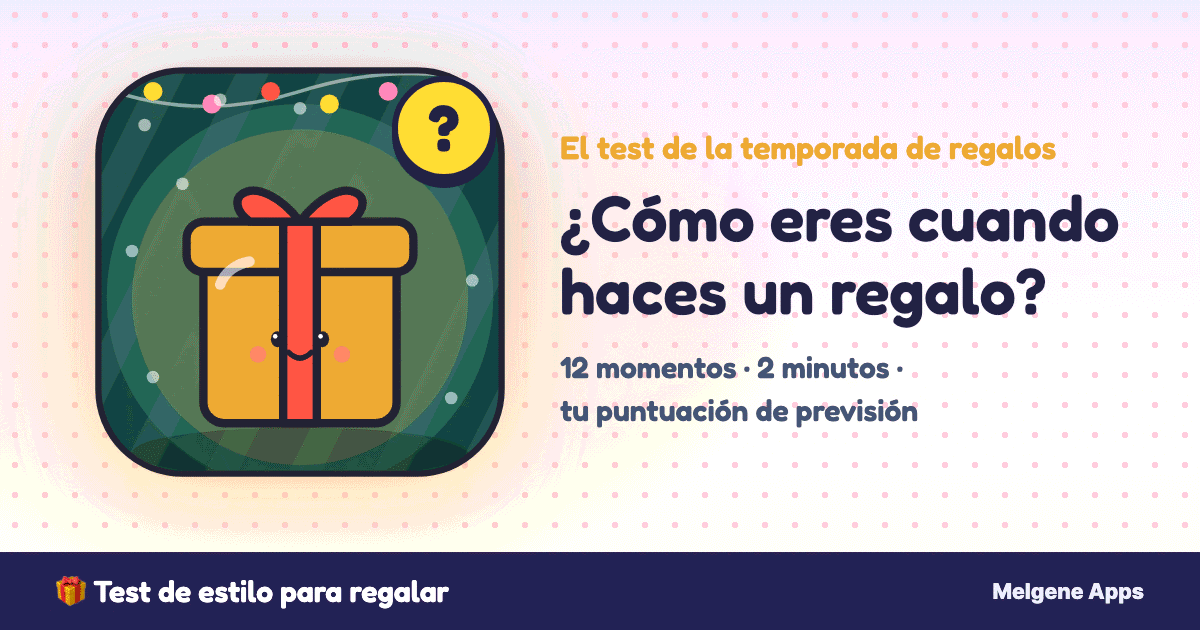 ?
El test de la temporada de regalos
¿Cómo eres cuando
haces un regalo?
12 momentos · 2 minutos ·
tu puntuación de previsión
🎁 Test de estilo para regalar
Melgene Apps